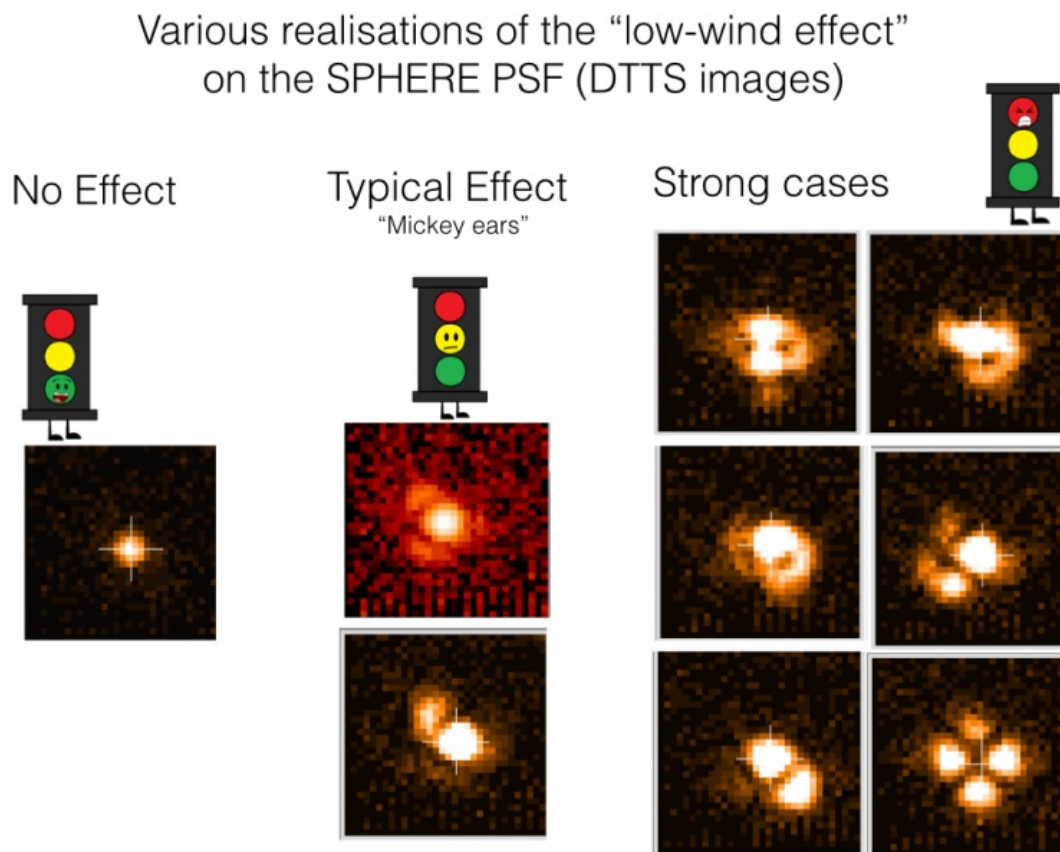 Various realisations of the “low-wind effect”
on the SPHERE PSF (DTTS images)
No Effect
Typical Effect
“Mickey ears”
Strong cases